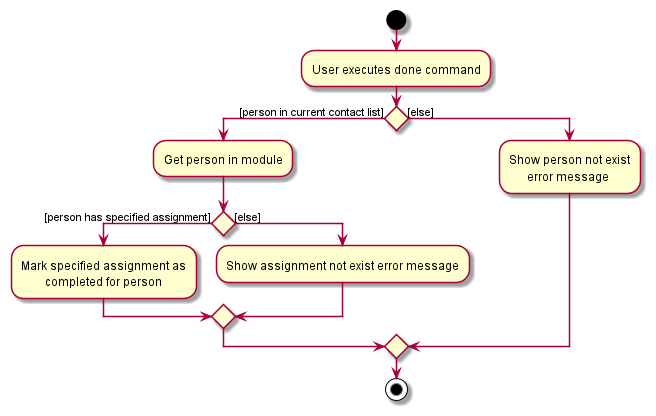 User executes done command
[person in current contact list]
[else]
Get person in module
Show person not exist
error message
[person has specified assignment]
[else]
Mark specified assignment as
completed for person
Show assignment not exist error message